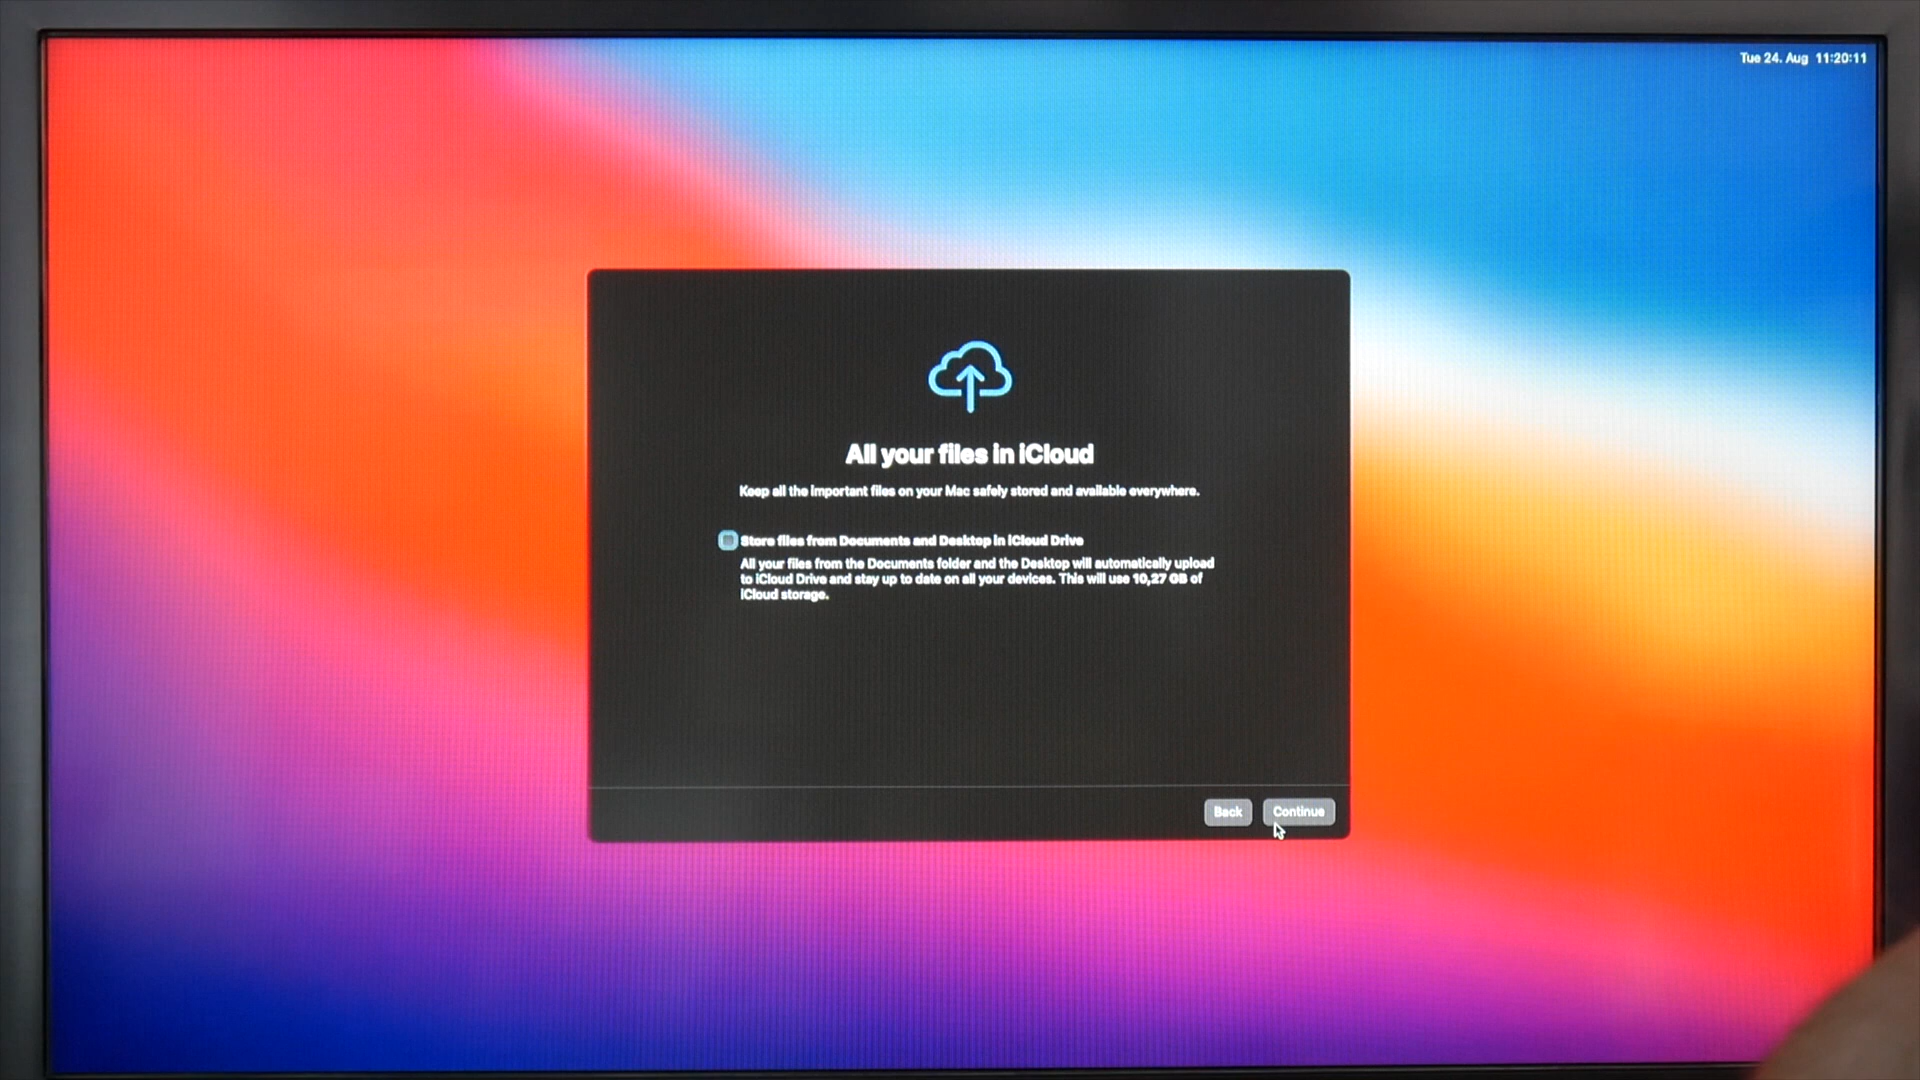 Tue 24. Aug 11:20:11
All your files in iCloud
Keep all the important files on your Mac safely stored and available everywhere.
Store files from Documents and Desktop in iCloud Drive
All your files from the Documents folder and the Desktop will automatically upload
to iCloud Drive and stay up to date on all your devices. This will use 10,27 GB of
iCloud storage.
Back Continue